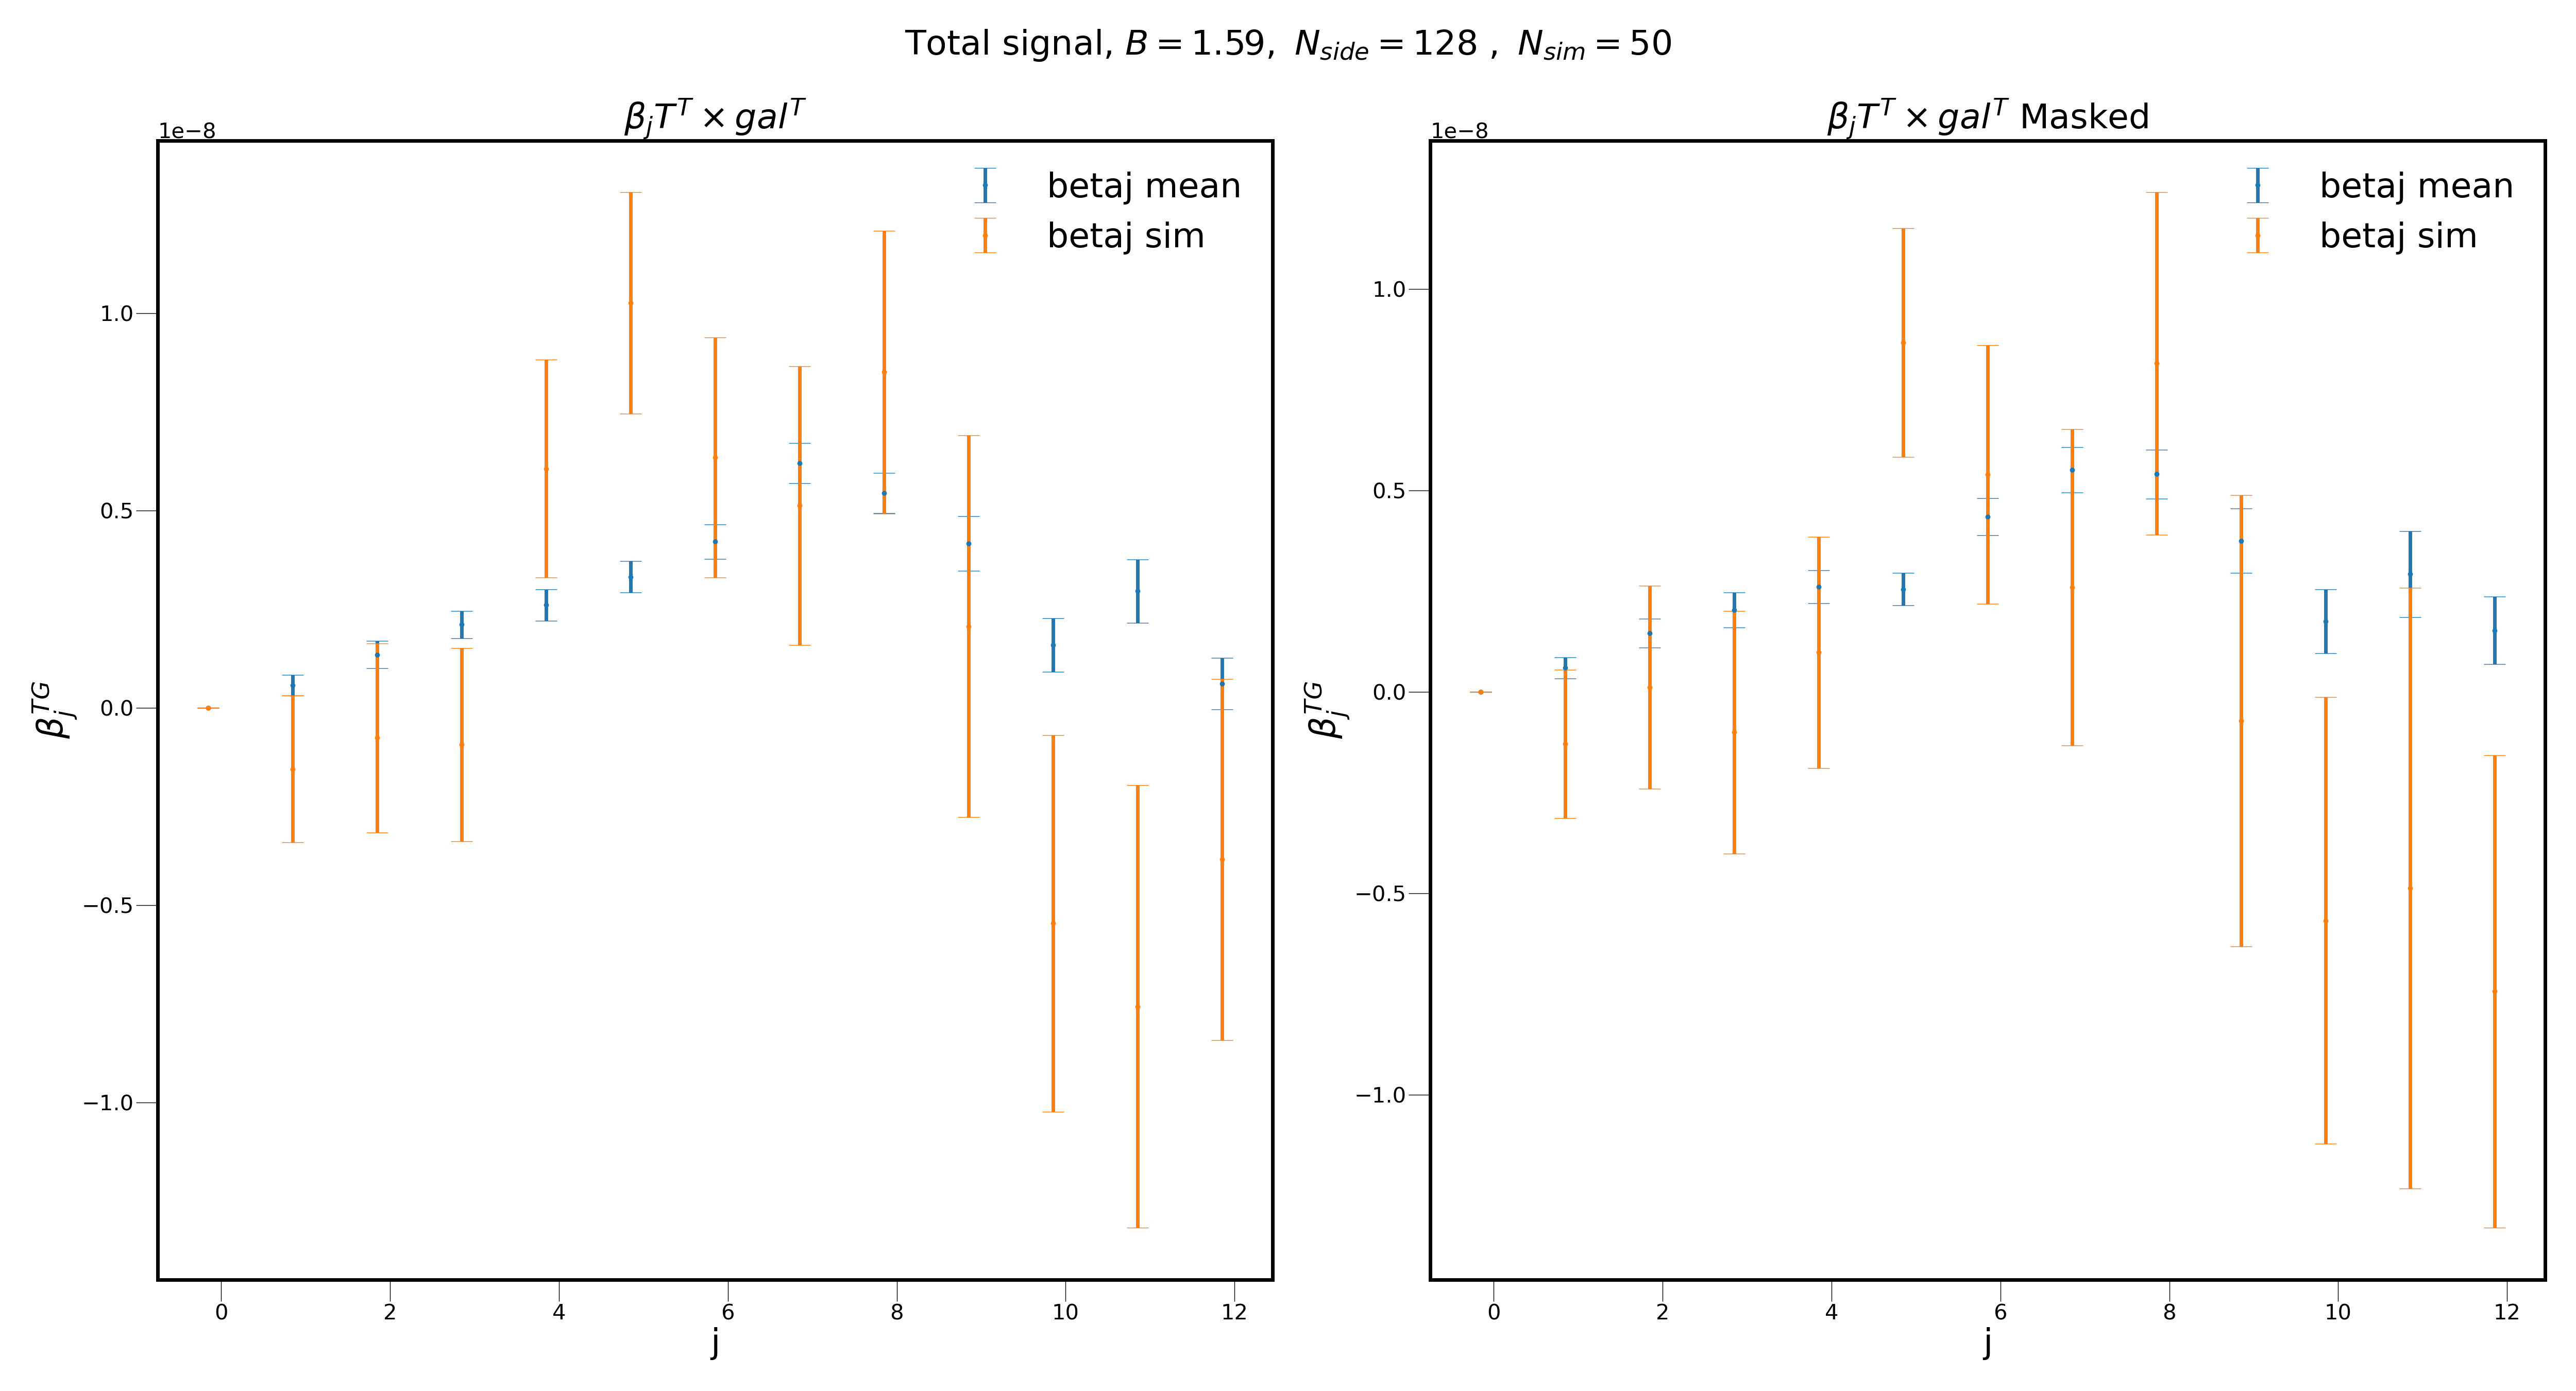 Total signal, B = 1.59, N_side = 128 , N_sim = 50
β_j T^T × gal^T
1e−8
betaj mean
betaj sim
1.0
0.5
0.0
−0.5
−1.0
β_j^TG
0 2 4 6 8 10 12
j
β_j T^T × gal^T Masked
1e−8
betaj mean
betaj sim
1.0
0.5
0.0
−0.5
−1.0
β_j^TG
0 2 4 6 8 10 12
j